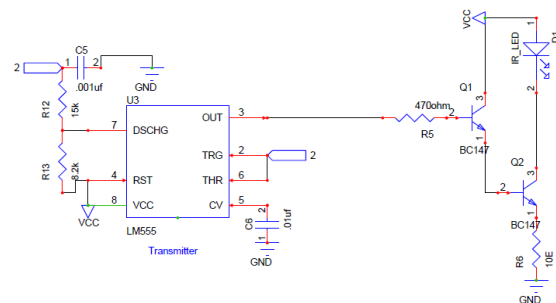 VCC
C5
1 2
2
.001uf
GND
R12
15k
R13
8.2k
U3
7 DSCHG
4 RST
8 VCC
OUT 3
TRG 2
THR 6
CV 5
LM555
VCC
Transmitter
2
2
C6
.01uf
1
GND
470ohm
R5
Q1
2
3
1
BC147
IR_LED
D1
1
2
Q2
2
3
1
BC147
R6
10E
GND